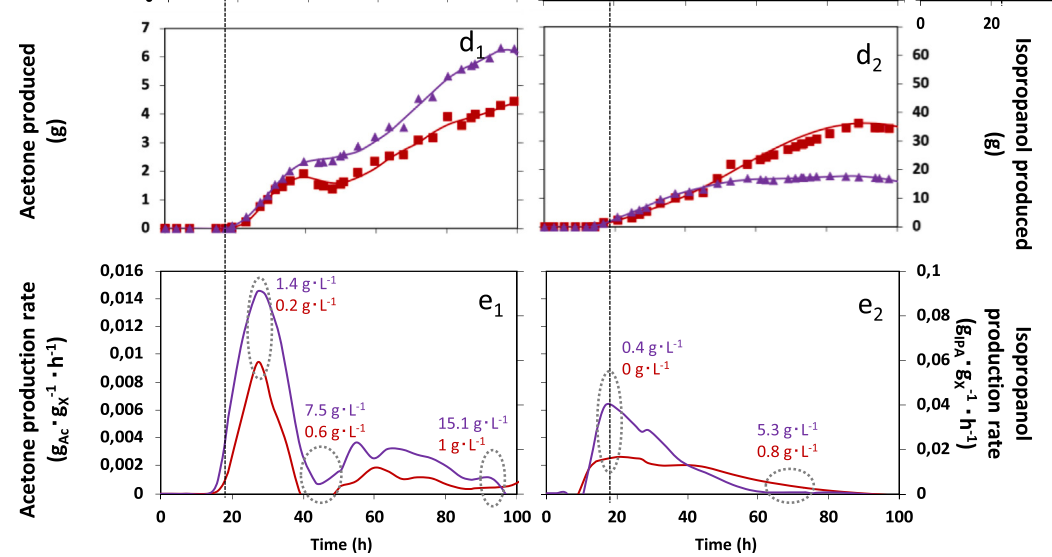 0
20
7
6
5
4
3
2
1
0
Acetone produced
(g)
d1
60
50
40
30
20
10
0
Isopropanol produced
(g)
d2
0,016
0,014
0,012
0,01
0,008
0,006
0,004
0,002
0
Acetone production rate
(gAc · gX-1 · h-1)
1.4 g·L-1
0.2 g·L-1
e1
7.5 g·L-1
0.6 g·L-1
15.1 g·L-1
1 g·L-1
0 20 40 60 80 100
Time (h)
0,1
0,08
0,06
0,04
0,02
0
Isopropanol
production rate
(gIPA · gX-1 · h-1)
e2
0.4 g·L-1
0 g·L-1
5.3 g·L-1
0.8 g·L-1
0 20 40 60 80 100
Time (h)